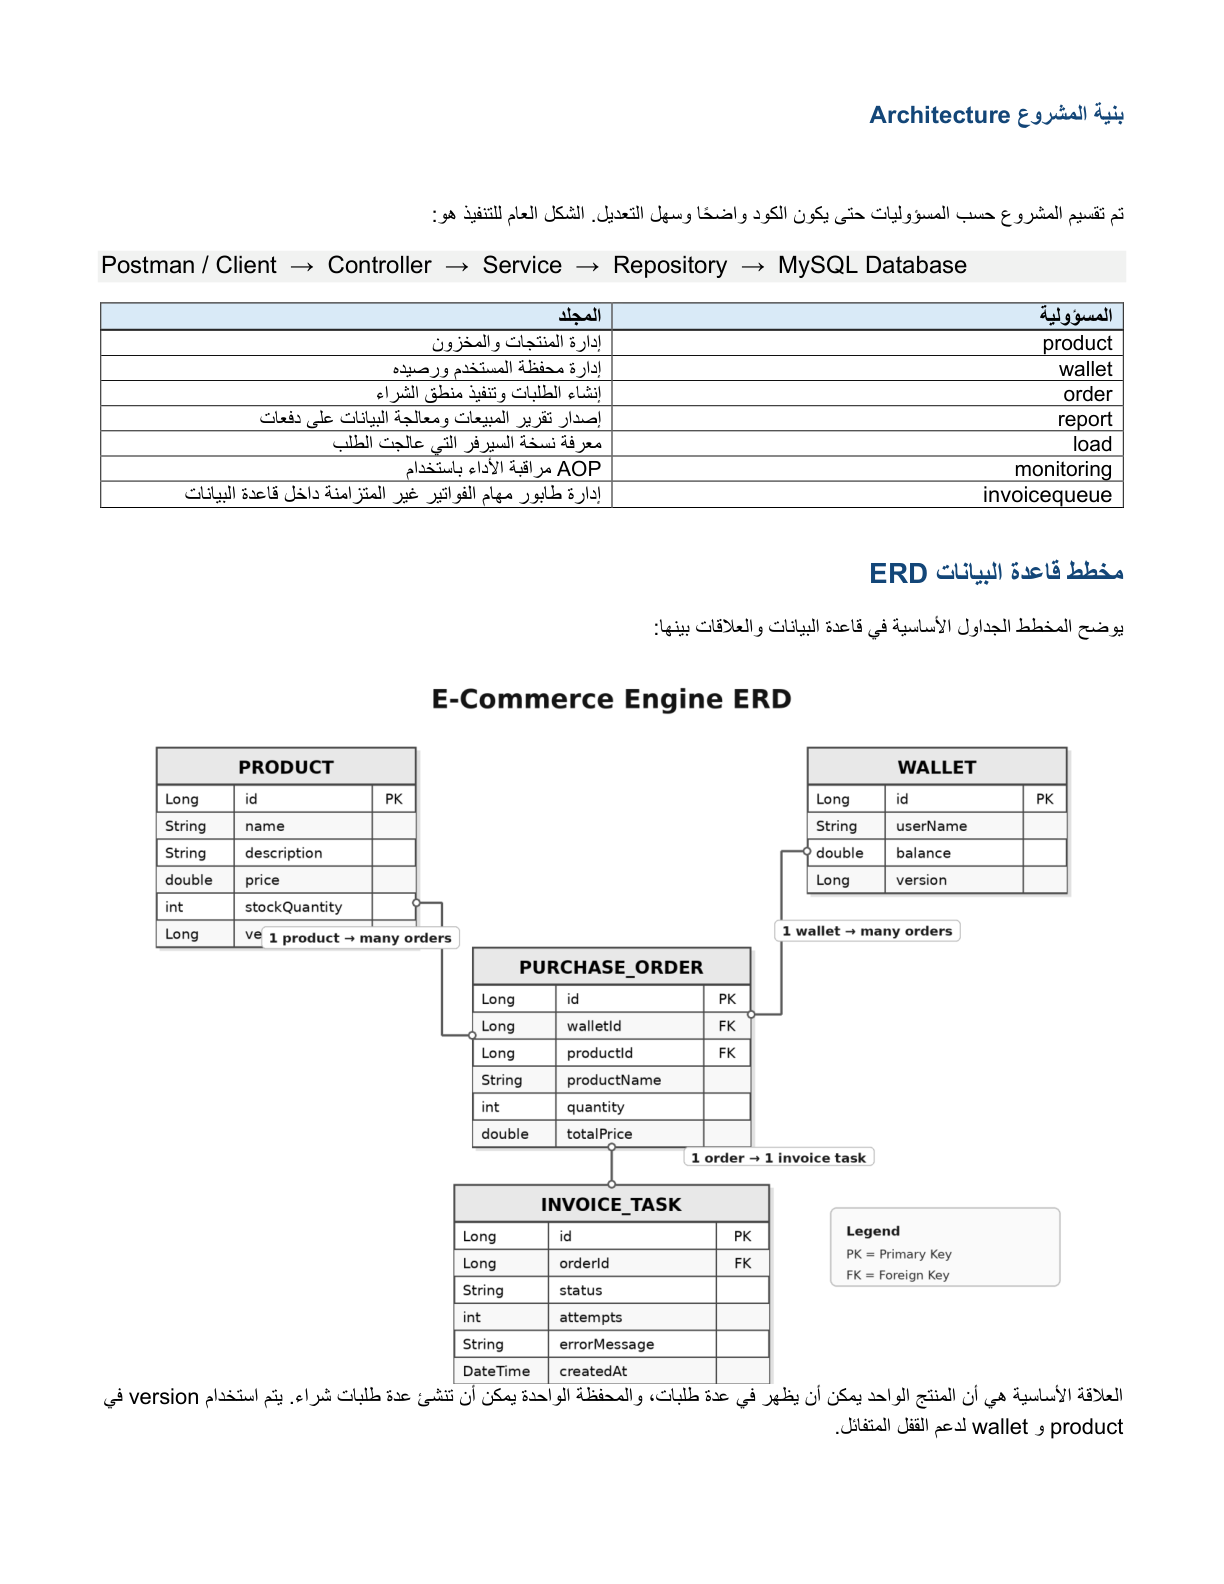 بنية المشروع Architecture
تم تقسيم المشروع حسب المسؤوليات حتى يكون الكود واضحًا وسهل التعديل. الشكل العام للتنفيذ هو:
Postman / Client → Controller → Service → Repository → MySQL Database
المسؤولية المجلد
product إدارة المنتجات والمخزون
wallet إدارة محفظة المستخدم ورصيده
order إنشاء الطلبات وتنفيذ منطق الشراء
report إصدار تقرير المبيعات ومعالجة البيانات على دفعات
load معرفة نسخة السيرفر التي عالجت الطلب
monitoring مراقبة الأداء باستخدام AOP
invoicequeue إدارة طابور مهام الفواتير غير المتزامنة داخل قاعدة البيانات
مخطط قاعدة البيانات ERD
يوضح المخطط الجداول الأساسية في قاعدة البيانات والعلاقات بينها:
E-Commerce Engine ERD
PRODUCT
Long id PK
String name
String description
double price
int stockQuantity
Long
1 product → many orders
WALLET
Long id PK
String userName
double balance
Long version
1 wallet → many orders
PURCHASE_ORDER
Long id PK
Long walletId FK
Long productId FK
String productName
int quantity
double totalPrice
1 order → 1 invoice task
INVOICE_TASK
Long id PK
Long orderId FK
String status
int attempts
String errorMessage
DateTime createdAt
Legend
PK = Primary Key
FK = Foreign Key
العلاقة الأساسية هي أن المنتج الواحد يمكن أن يظهر في عدة طلبات، والمحفظة الواحدة يمكن أن تنشئ عدة طلبات شراء. يتم استخدام version في
product و wallet لدعم القفل المتفائل.